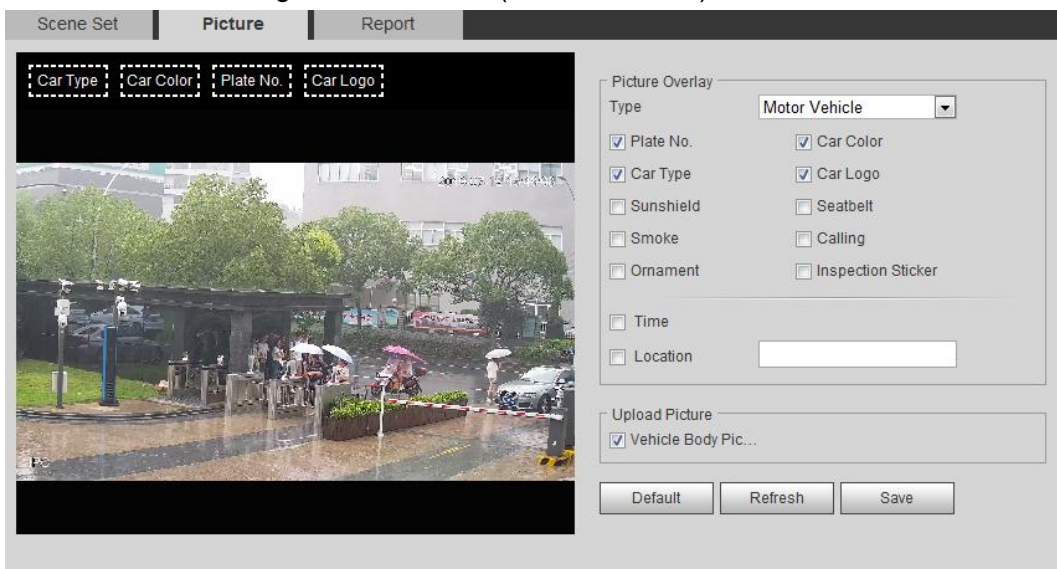 Scene Set Picture Report
Car Type Car Color Plate No. Car Logo
Picture Overlay
Type Motor Vehicle
Plate No. Car Color
Car Type Car Logo
Sunshield Seatbelt
Smoke Calling
Ornament Inspection Sticker
Time
Location
Upload Picture
Vehicle Body Pic...
Default Refresh Save